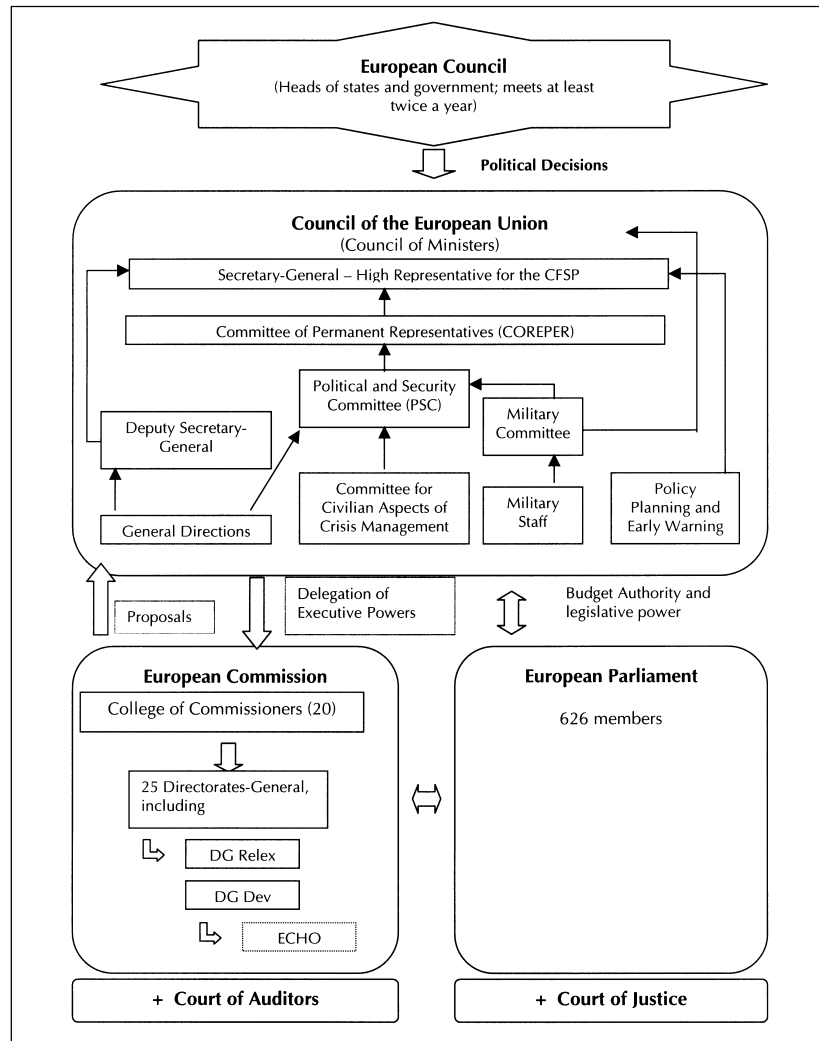 European Council
(Heads of states and government; meets at least
twice a year)
Political Decisions
Council of the European Union
(Council of Ministers)
Secretary-General – High Representative for the CFSP
Committee of Permanent Representatives (COREPER)
Political and Security
Committee (PSC)
Military
Committee
Deputy Secretary-
General
General Directions
Committee for
Civilian Aspects of
Crisis Management
Military
Staff
Policy
Planning and
Early Warning
Proposals
Delegation of
Executive Powers
Budget Authority and
legislative power
European Commission
College of Commissioners (20)
25 Directorates-General,
including
DG Relex
DG Dev
ECHO
European Parliament
626 members
+ Court of Auditors
+ Court of Justice